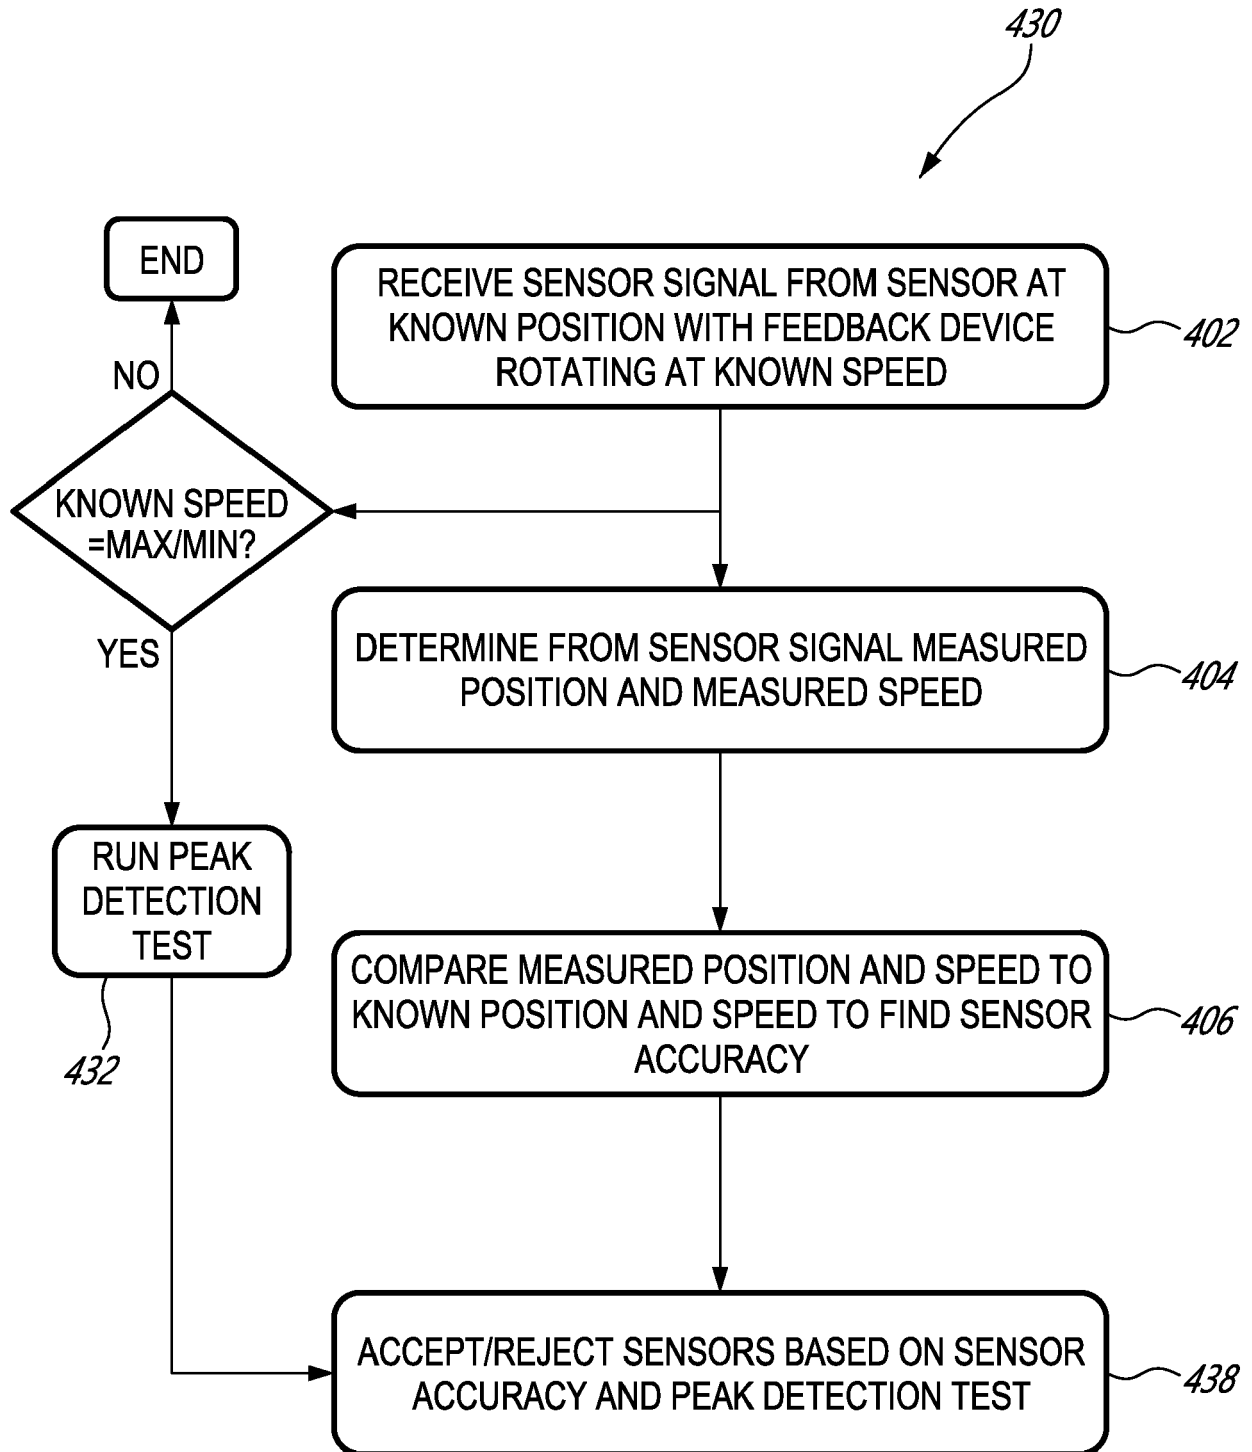 430
END
RECEIVE SENSOR SIGNAL FROM SENSOR AT
KNOWN POSITION WITH FEEDBACK DEVICE
ROTATING AT KNOWN SPEED
402
NO
KNOWN SPEED
=MAX/MIN?
YES
DETERMINE FROM SENSOR SIGNAL MEASURED
POSITION AND MEASURED SPEED
404
RUN PEAK
DETECTION
TEST
432
COMPARE MEASURED POSITION AND SPEED TO
KNOWN POSITION AND SPEED TO FIND SENSOR
ACCURACY
406
ACCEPT/REJECT SENSORS BASED ON SENSOR
ACCURACY AND PEAK DETECTION TEST
438